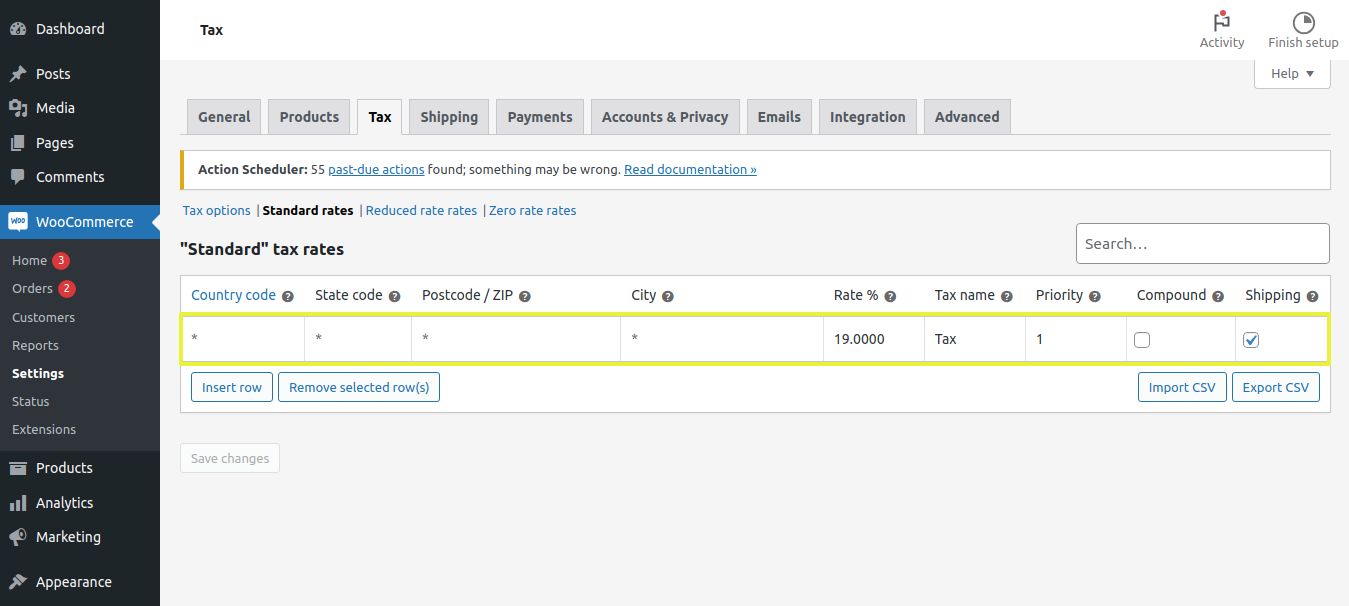 Dashboard
Posts
Media
Pages
Comments
WOO WooCommerce
Home 3
Orders 2
Customers
Reports
Settings
Status
Extensions
Products
Analytics
Marketing
Appearance
Tax
Activity
Finish setup
Help
General Products Tax Shipping Payments Accounts & Privacy Emails Integration Advanced
Action Scheduler: 55 past-due actions found; something may be wrong. Read documentation »
Tax options | Standard rates | Reduced rate rates | Zero rate rates
"Standard" tax rates
Search…
Country code ? State code ? Postcode / ZIP ? City ? Rate % ? Tax name ? Priority ? Compound ? Shipping ?
* * * * 19.0000 Tax 1
Insert row Remove selected row(s) Import CSV Export CSV
Save changes